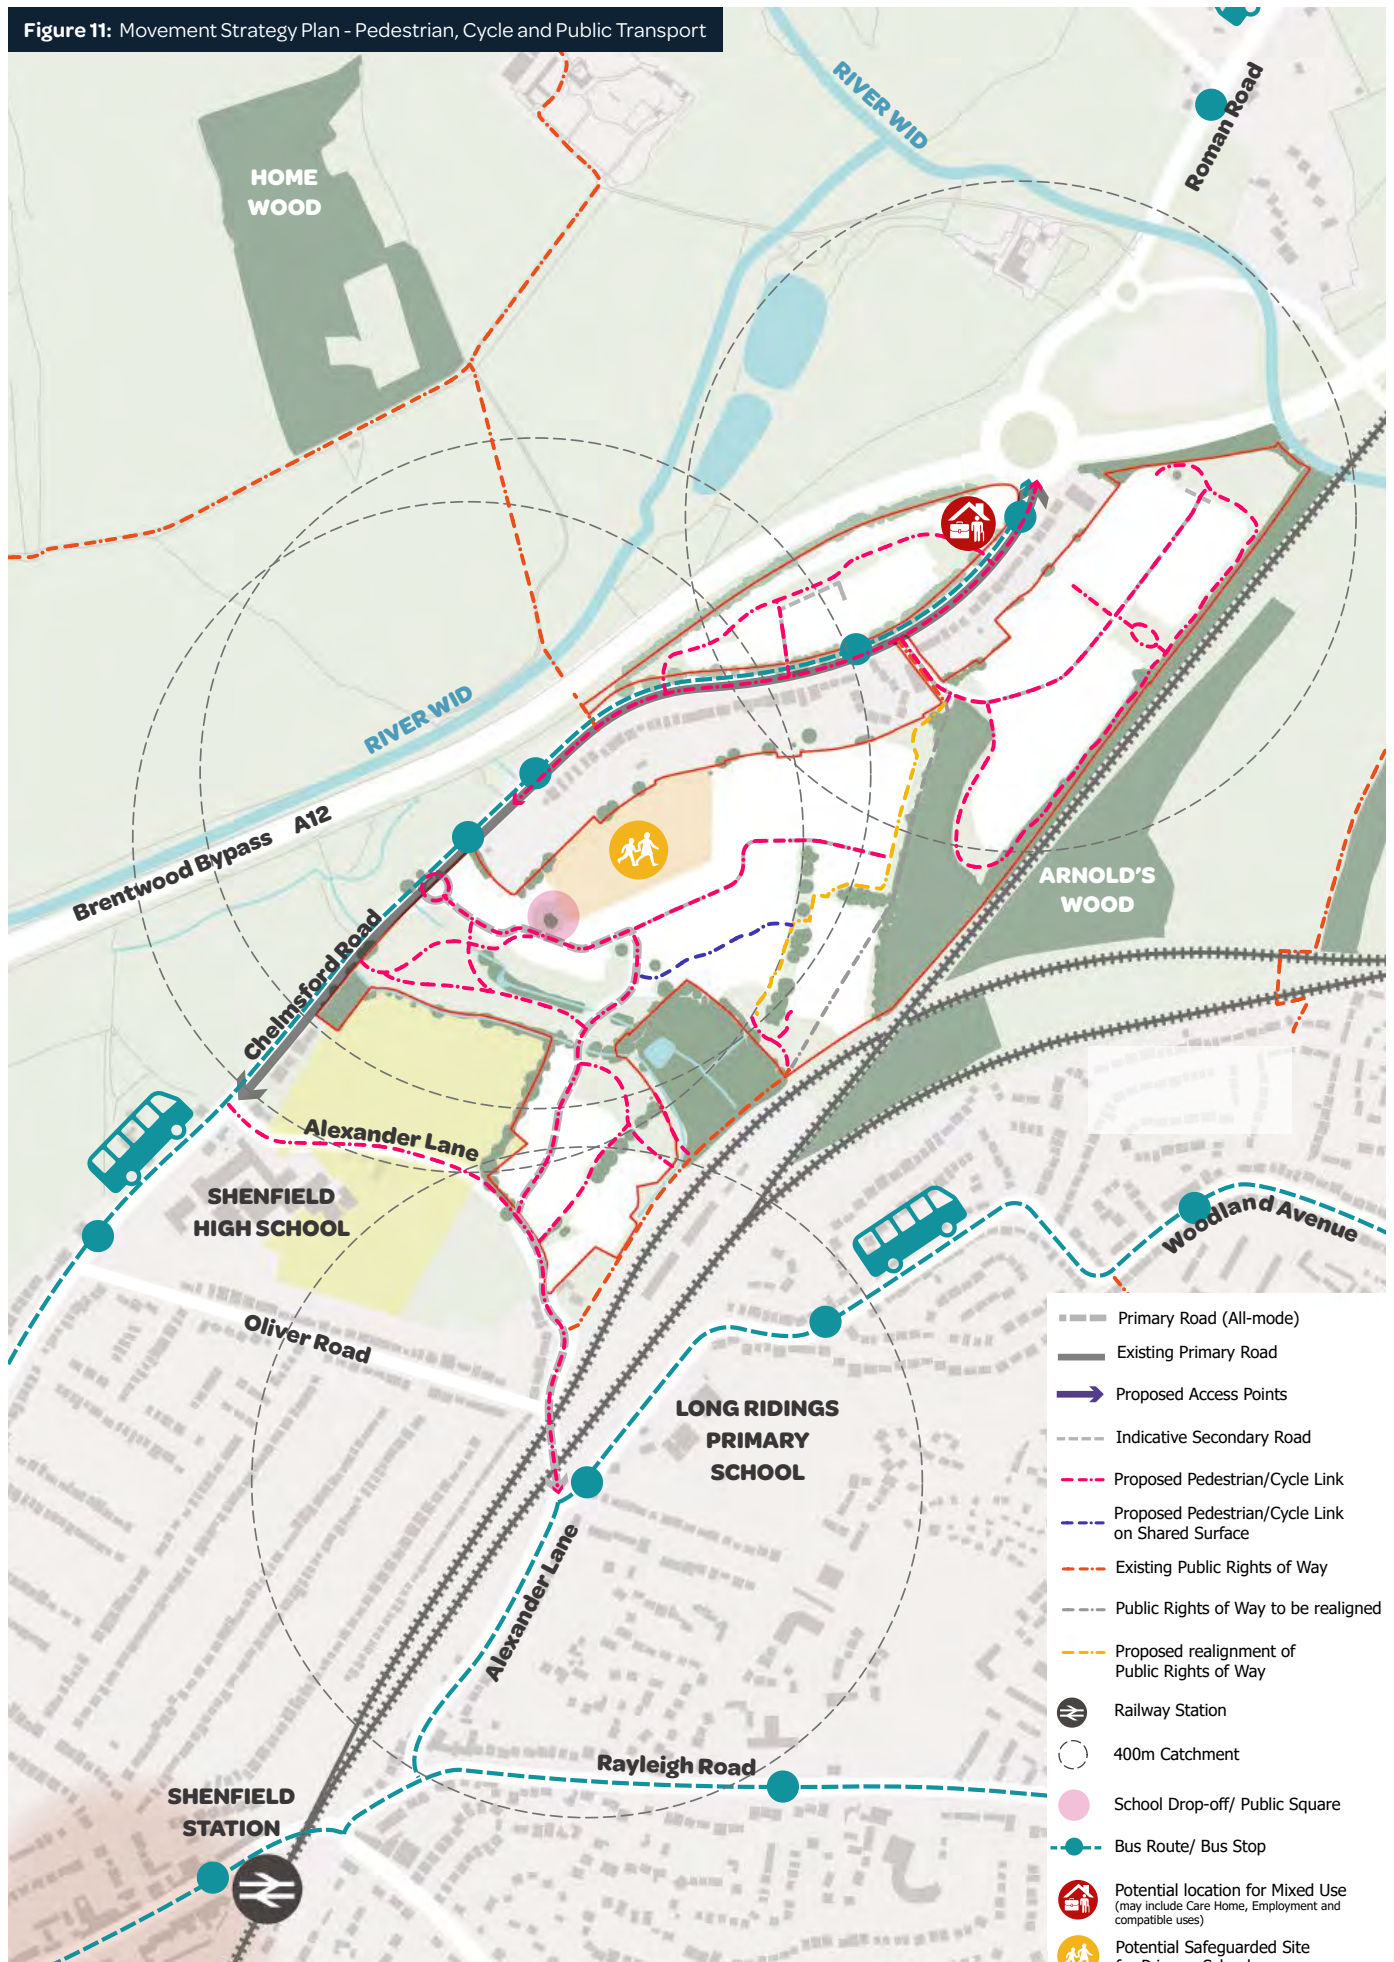 Figure 11: Movement Strategy Plan - Pedestrian, Cycle and Public Transport
RIVER WID
Roman Road
HOME
WOOD
RIVER WID
Brentwood Bypass A12
ARNOLD'S
WOOD
Chelmsford Road
Alexander Lane
SHENFIELD
HIGH SCHOOL
Woodland Avenue
Oliver Road
LONG RIDINGS
PRIMARY
SCHOOL
Alexander Lane
Rayleigh Road
SHENFIELD
STATION
Primary Road (All-mode)
Existing Primary Road
Proposed Access Points
Indicative Secondary Road
Proposed Pedestrian/Cycle Link
Proposed Pedestrian/Cycle Link
on Shared Surface
Existing Public Rights of Way
Public Rights of Way to be realigned
Proposed realignment of
Public Rights of Way
Railway Station
400m Catchment
School Drop-off/ Public Square
Bus Route/ Bus Stop
Potential location for Mixed Use
(may include Care Home, Employment and
compatible uses)
Potential Safeguarded Site
for Primary School